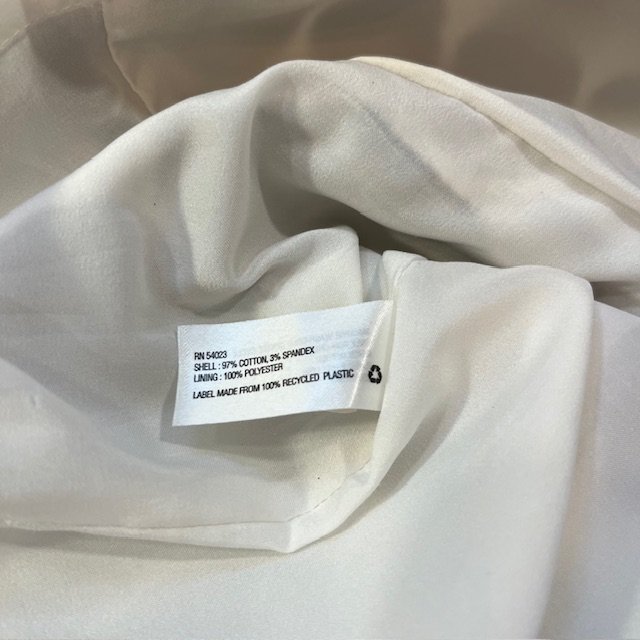 RN 54023
SHELL : 97% COTTON, 3% SPANDEX
LINING : 100% POLYESTER
LABEL MADE FROM 100% RECYCLED PLASTIC